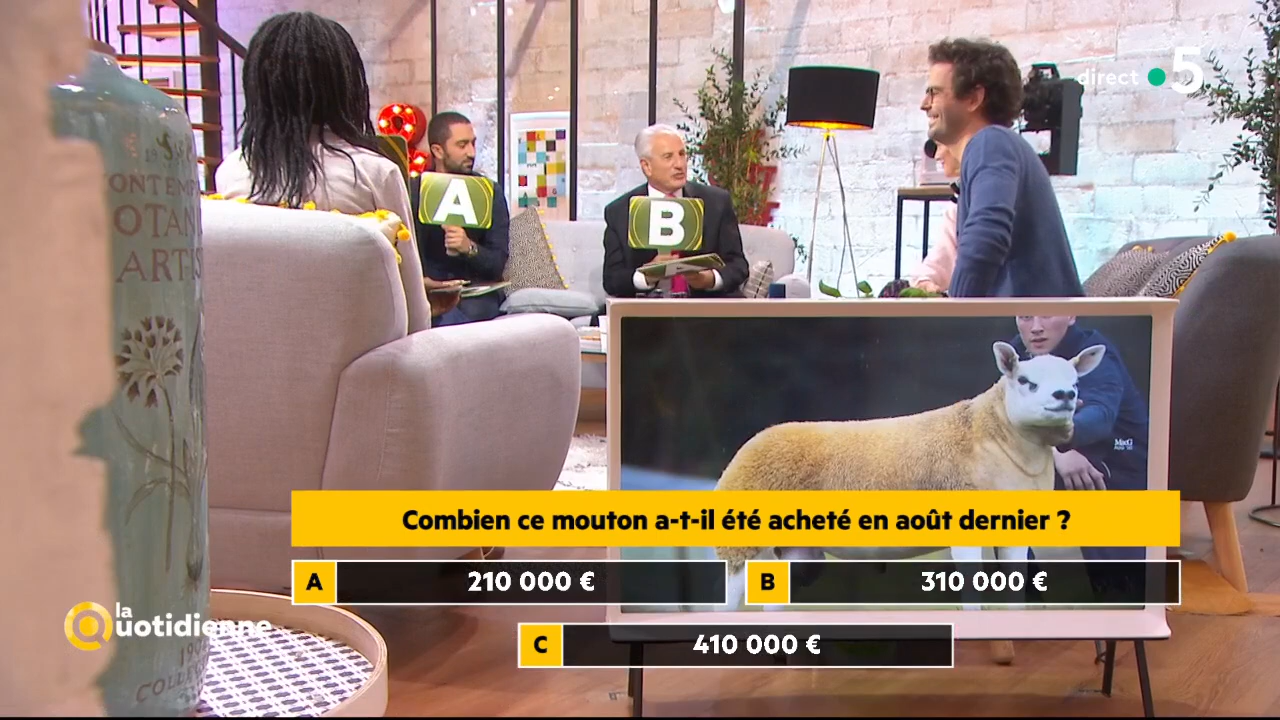 direct 5
A
B
MacG
Combien ce mouton a-t-il été acheté en août dernier ?
A 210 000 €
B 310 000 €
C 410 000 €
la
Quotidienne